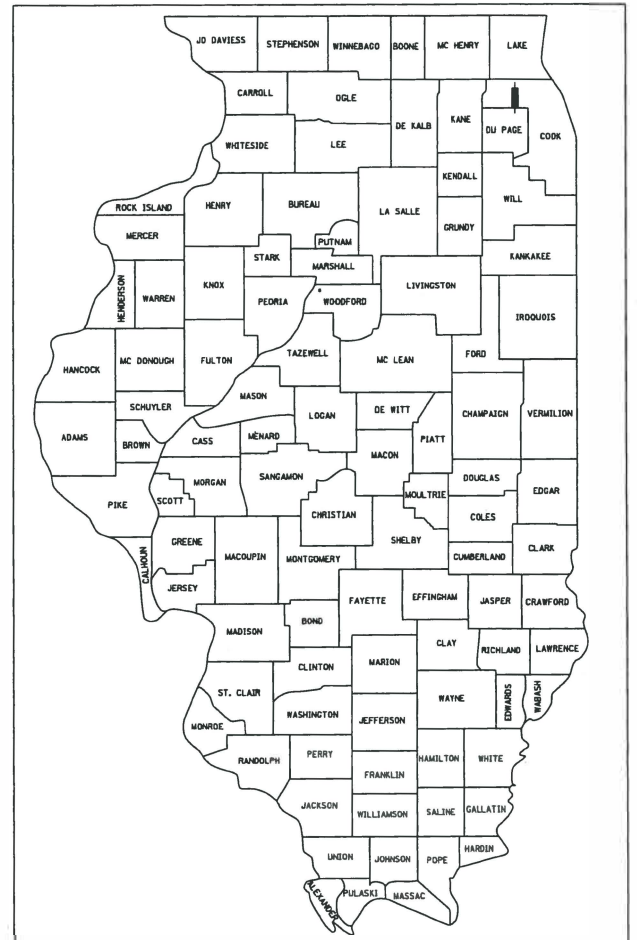 JO DAVIESS
STEPHENSON
WINNEBAGO
BOONE
MC HENRY
LAKE
CARROLL
OGLE
DE KALB
KANE
DU PAGE
COOK
WHITESIDE
LEE
KENDALL
WILL
ROCK ISLAND
HENRY
BUREAU
LA SALLE
GRUNDY
MERCER
PUTNAM
STARK
MARSHALL
KANKAKEE
HENDERSON
WARREN
KNOX
PEORIA
WOODFORD
LIVINGSTON
IROQUOIS
HANCOCK
MC DONOUGH
FULTON
TAZEWELL
MC LEAN
FORD
MASON
SCHUYLER
LOGAN
DE WITT
CHAMPAIGN
VERMILION
ADAMS
BROWN
CASS
MENARD
PIATT
MACON
PIKE
SCOTT
MORGAN
SANGAMON
MOULTRIE
DOUGLAS
EDGAR
CHRISTIAN
COLES
CALHOUN
GREENE
MACOUPIN
MONTGOMERY
SHELBY
CUMBERLAND
CLARK
JERSEY
FAYETTE
EFFINGHAM
JASPER
CRAWFORD
MADISON
BOND
CLAY
RICHLAND
LAWRENCE
CLINTON
MARION
ST. CLAIR
WAYNE
EDWARDS
WABASH
MONROE
WASHINGTON
JEFFERSON
RANDOLPH
PERRY
HAMILTON
WHITE
FRANKLIN
JACKSON
WILLIAMSON
SALINE
GALLATIN
UNION
JOHNSON
POPE
HARDIN
ALEXANDER
PULASKI
MASSAC